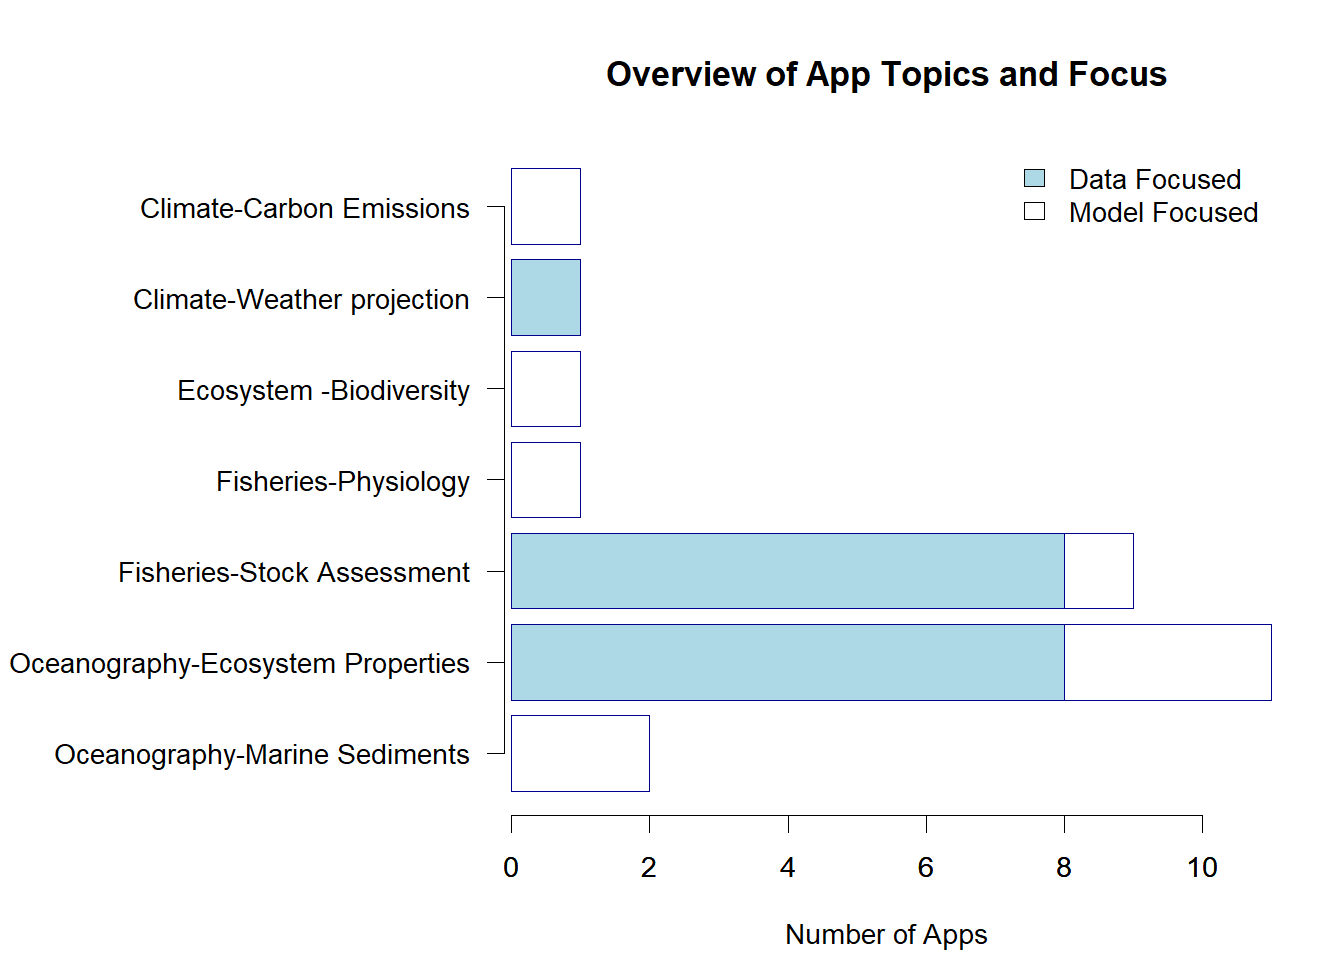 Overview of App Topics and Focus
Data Focused
Model Focused
Climate-Carbon Emissions
Climate-Weather projection
Ecosystem -Biodiversity
Fisheries-Physiology
Fisheries-Stock Assessment
Oceanography-Ecosystem Properties
Oceanography-Marine Sediments
0 2 4 6 8 10
Number of Apps